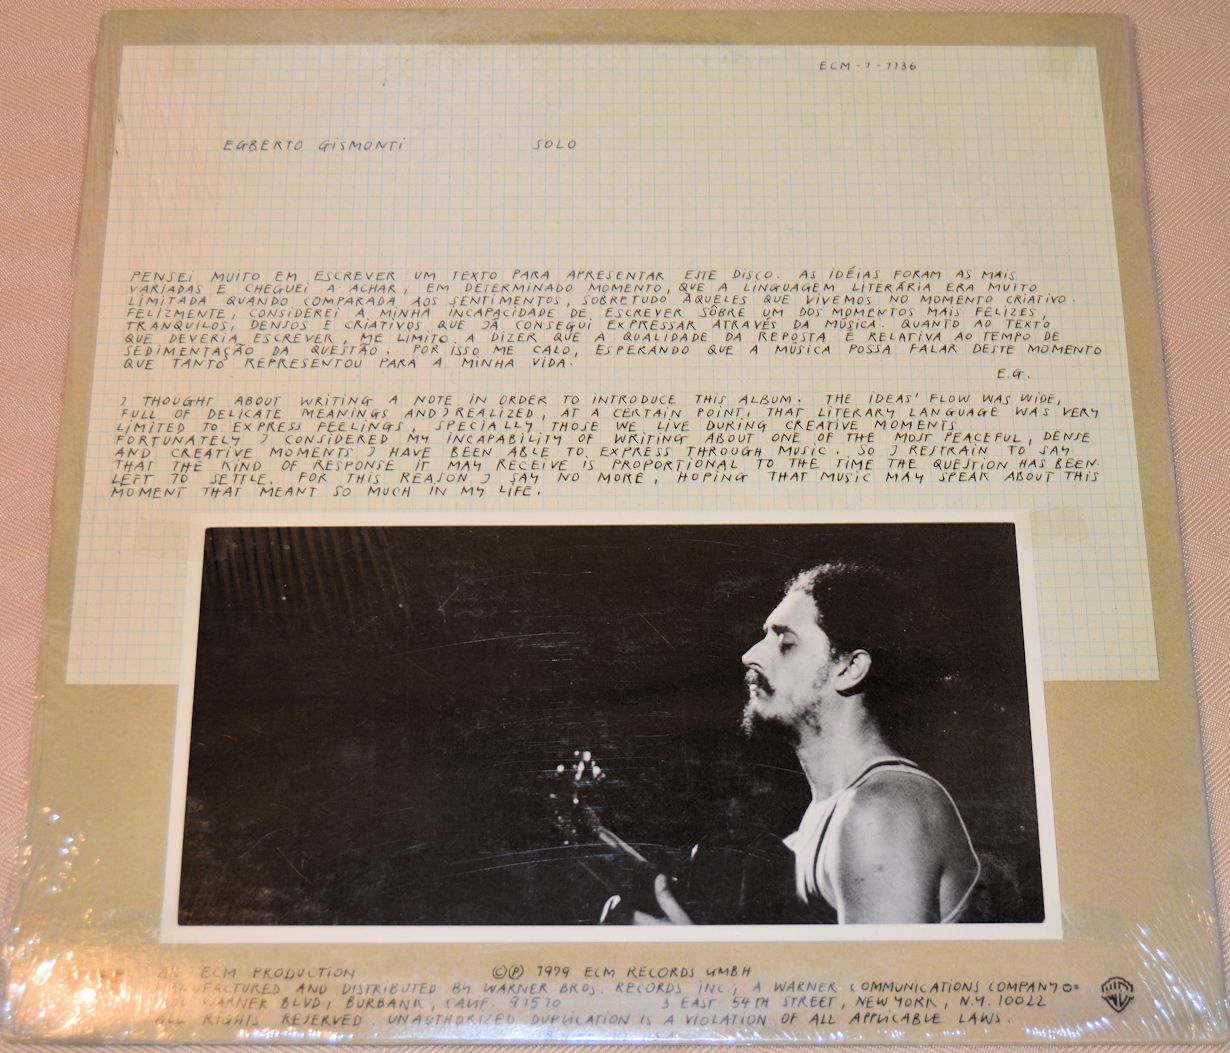 ECM-1-1136
EGBERTO GISMONTI SOLO
PENSEI MUITO EM ESCREVER UM TEXTO PARA APRESENTAR ESTE DISCO. AS IDÉIAS FORAM AS MAIS
VARIADAS E CHEGUEI A ACHAR, EM DETERMINADO MOMENTO, QUE A LINGUAGEM LITERÁRIA ERA MUITO
LIMITADA QUANDO COMPARADA AOS SENTIMENTOS, SOBRETUDO ÀQUELES QUE VIVEMOS NO MOMENTO CRIATIVO.
FELIZMENTE, CONSIDEREI A MINHA INCAPACIDADE DE ESCREVER SÔBRE UM DOS MOMENTOS MAIS FELIZES,
TRANQUILOS, DENSOS E CRIATIVOS QUE JÁ CONSEGUI EXPRESSAR ATRAVÉS DA MÚSICA. QUANTO AO TEXTO
QUE DEVERIA ESCREVER, ME LIMITO A DIZER QUE A QUALIDADE DA REPOSTA É RELATIVA AO TEMPO DE
SEDIMENTAÇÃO DA QUESTÃO. POR ISSO ME CALO, ESPERANDO QUE A MÚSICA POSSA FALAR DESTE MOMENTO
QUE TANTO REPRESENTOU PARA A MINHA VIDA.
E.G.
I THOUGHT ABOUT WRITING A NOTE IN ORDER TO INTRODUCE THIS ALBUM. THE IDEAS' FLOW WAS WIDE,
FULL OF DELICATE MEANINGS AND I REALIZED, AT A CERTAIN POINT, THAT LITERARY LANGUAGE WAS VERY
LIMITED TO EXPRESS FEELINGS, SPECIALLY THOSE WE LIVE DURING CREATIVE MOMENTS
FORTUNATELY I CONSIDERED MY INCAPABILITY OF WRITING ABOUT ONE OF THE MOST PEACEFUL, DENSE
AND CREATIVE MOMENTS I HAVE BEEN ABLE TO EXPRESS THROUGH MUSIC. SO I RESTRAIN TO SAY
THAT THE KIND OF RESPONSE IT MAY RECEIVE IS PROPORTIONAL TO THE TIME THE QUESTION HAS BEEN
LEFT TO SETTLE. FOR THIS REASON I SAY NO MORE, HOPING THAT MUSIC MAY SPEAK ABOUT THIS
MOMENT THAT MEANT SO MUCH IN MY LIFE.
AN ECM PRODUCTION ©℗ 1979 ECM RECORDS GMBH
MANUFACTURED AND DISTRIBUTED BY WARNER BROS. RECORDS INC., A WARNER COMMUNICATIONS COMPANY
WARNER BLVD, BURBANK, CALIF. 91510 3 EAST 54TH STREET, NEW YORK, N.Y. 10022
ALL RIGHTS RESERVED. UNAUTHORIZED DUPLICATION IS A VIOLATION OF ALL APPLICABLE LAWS.